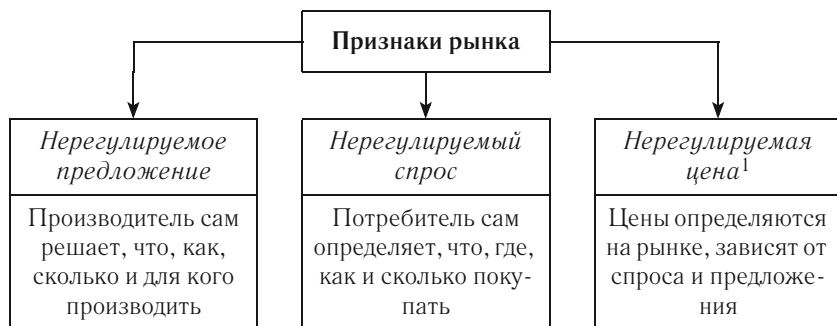 Признаки рынка
Нерегулируемое
предложение
Производитель сам
решает, что, как,
сколько и для кого
производить
Нерегулируемый
спрос
Потребитель сам
определяет, что, где,
как и сколько поку-
пать
Нерегулируемая
цена¹
Цены определяются
на рынке, зависят от
спроса и предложе-
ния